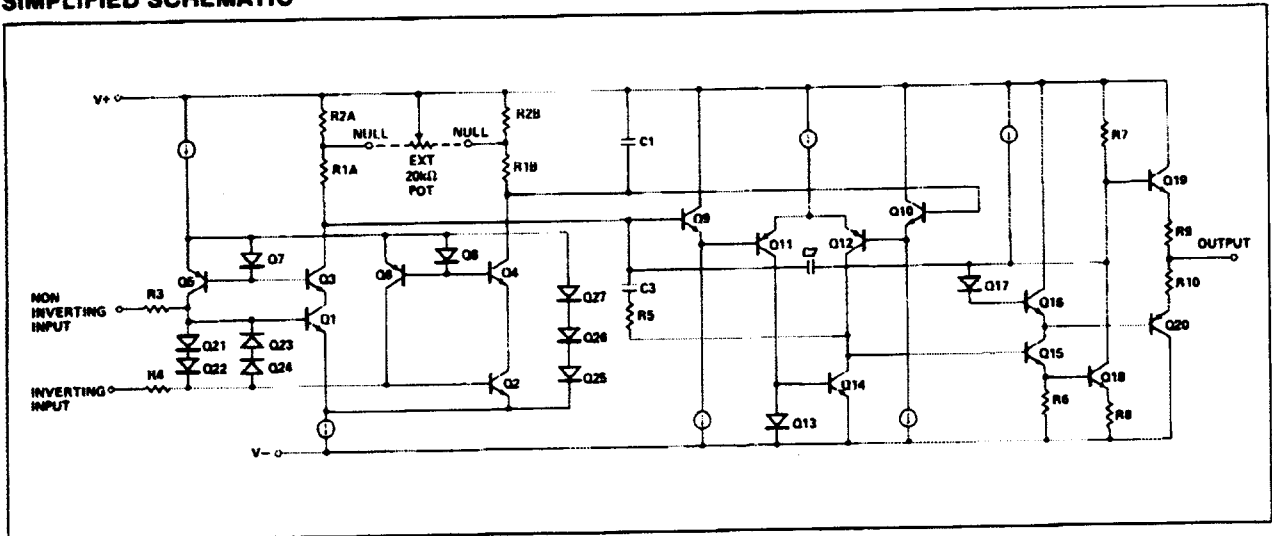 SIMPLIFIED SCHEMATIC
V+
R2A
NULL
NULL
R2B
R1A
EXT
20kΩ
POT
R1B
C1
R7
Q19
Q9
Q10
Q7
Q5
Q3
Q6
Q8
Q4
Q11
Q12
R9
OUTPUT
NON
INVERTING
INPUT
R3
Q1
Q27
C3
R5
Q17
Q16
R10
Q20
Q21
Q23
Q22
Q24
Q26
Q15
INVERTING
INPUT
R4
Q2
Q25
Q14
Q18
Q13
R6
R8
V-